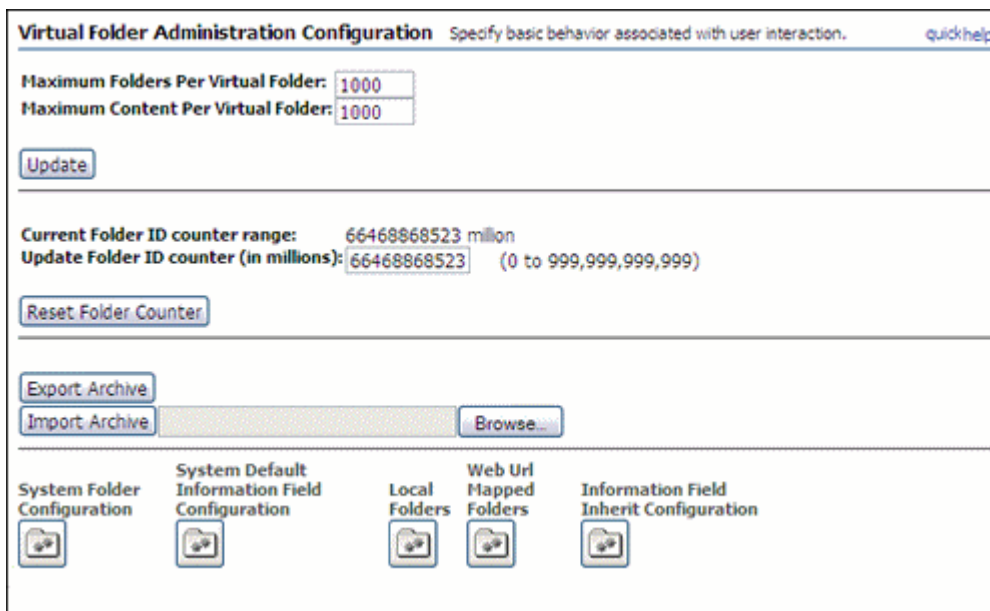 Virtual Folder Administration Configuration Specify basic behavior associated with user interaction. quick help
Maximum Folders Per Virtual Folder: 1000
Maximum Content Per Virtual Folder: 1000
Update
Current Folder ID counter range: 66468868523 millon
Update Folder ID counter (in millions): 66468868523 (0 to 999,999,999,999)
Reset Folder Counter
Export Archive
Import Archive Browse...
System Folder Configuration
System Default Information Field Configuration
Local Folders
Web Url Mapped Folders
Information Field Inherit Configuration